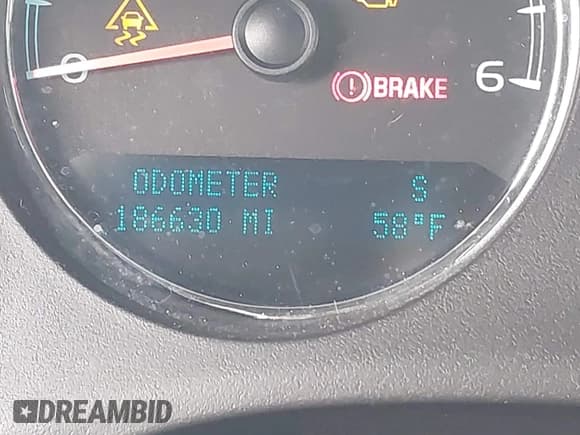 0
6
BRAKE
ODOMETER S
186630 MI 58°F
DREAMBID